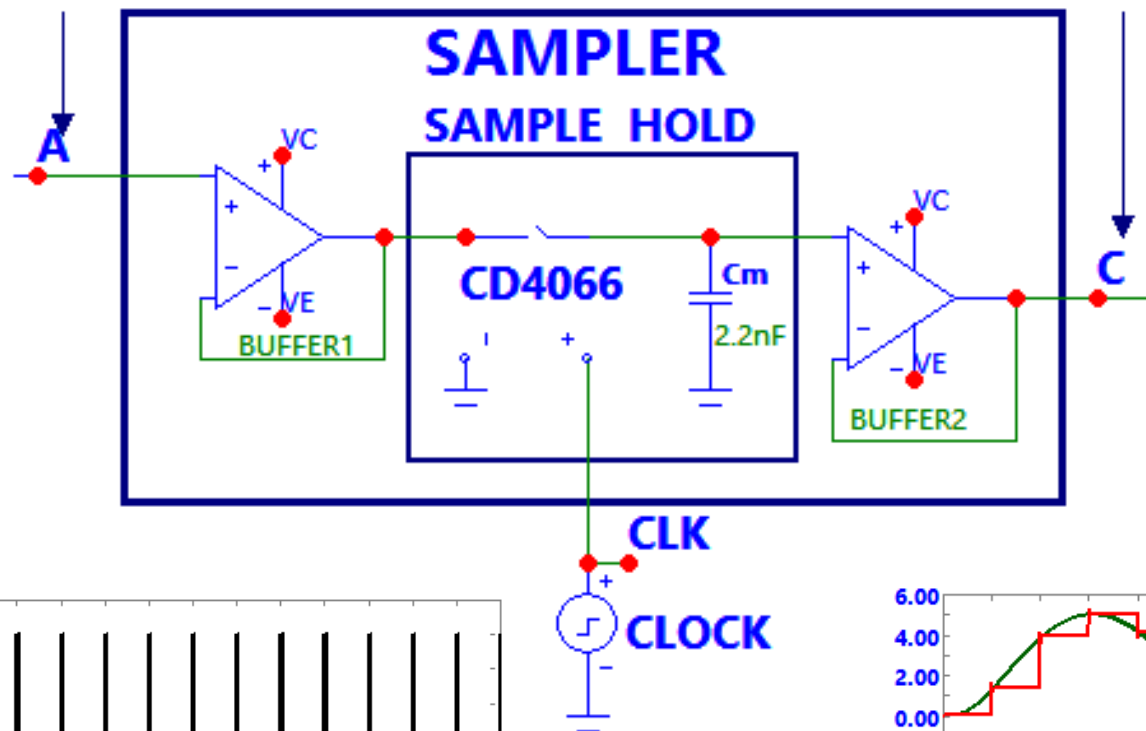 SAMPLER
SAMPLE HOLD
A
VC
+
+
−
− VE
BUFFER1
CD4066
+
Cm
2.2nF
VC
+
+
−
− VE
BUFFER2
C
CLK
+
CLOCK
−
6.00
4.00
2.00
0.00